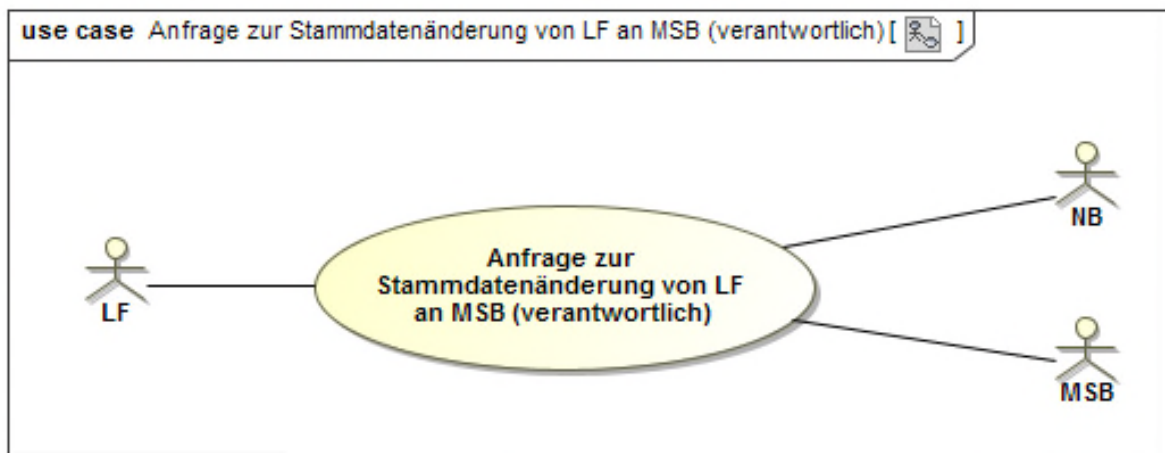 use case Anfrage zur Stammdatenänderung von LF an MSB (verantwortlich) [ ]
NB
Anfrage zur
Stammdatenänderung von LF
an MSB (verantwortlich)
LF
MSB